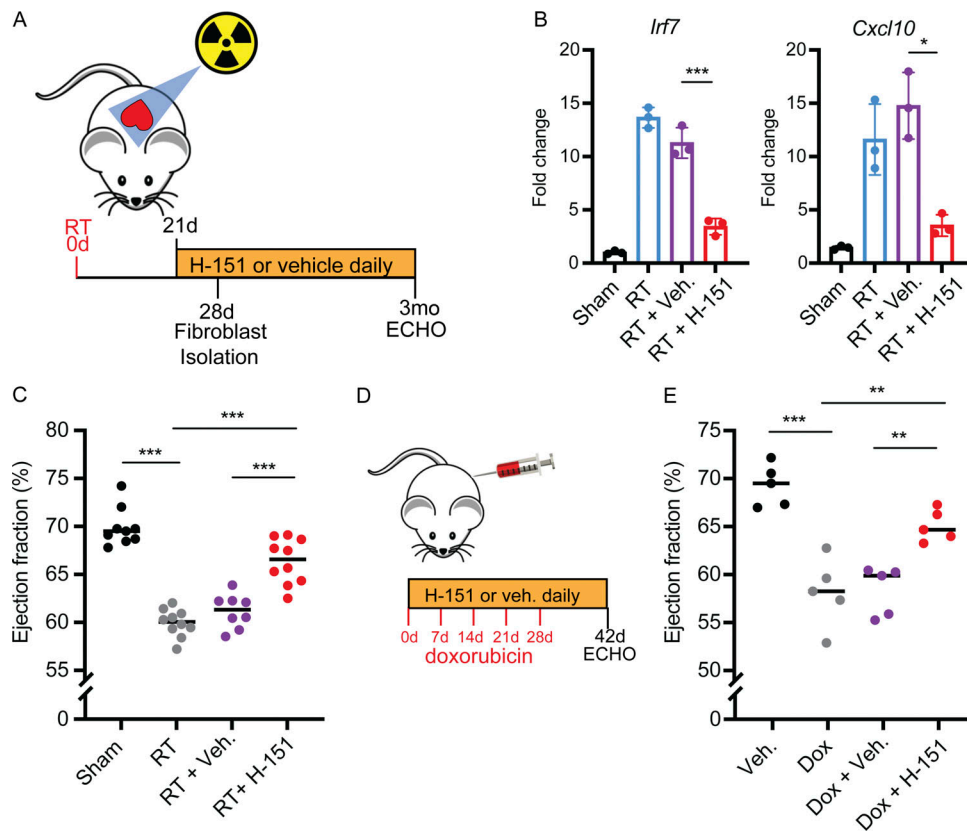 A
RT
0d
21d
H-151 or vehicle daily
28d
Fibroblast
Isolation
3mo
ECHO
B
Irf7
Fold change
20
15
10
5
0
***
Sham
RT
RT + Veh.
RT + H-151
Cxcl10
Fold change
20
15
10
5
0
*
Sham
RT
RT + Veh.
RT + H-151
C
Ejection fraction (%)
80
75
70
65
60
55
0
***
***
***
Sham
RT
RT + Veh.
RT+ H-151
D
H-151 or veh. daily
0d 7d 14d 21d 28d
doxorubicin
42d
ECHO
E
Ejection fraction (%)
75
70
65
60
55
50
0
**
***
**
Veh.
Dox
Dox + Veh.
Dox + H-151